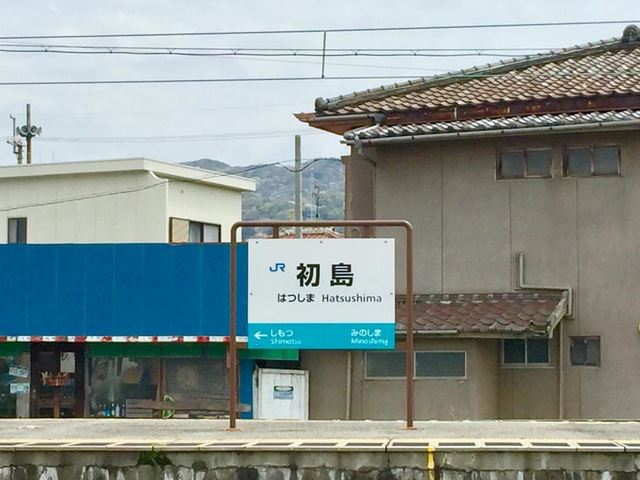 JR 初島
はつしま Hatsushima
← しもつ みのしま
Shimotsu Minoshima